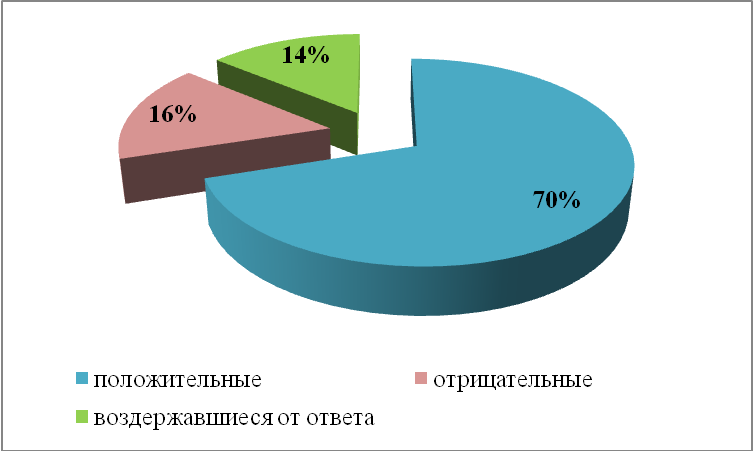 14%
16%
70%
положительные
отрицательные
воздержавшиеся от ответа